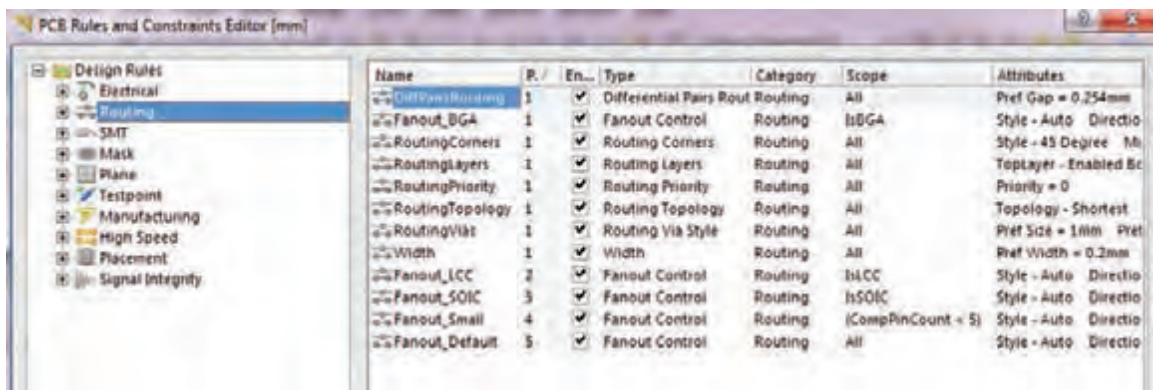 PCB Rules and Constraints Editor [mm]
Design Rules
Electrical
Routing
SMT
Mask
Plane
Testpoint
Manufacturing
High Speed
Placement
Signal Integrity
Name P. / En... Type Category Scope Attributes
DiffPairsRouting 1 Differential Pairs Rout Routing All Pref Gap = 0.254mm
Fanout_BGA 1 Fanout Control Routing IsBGA Style - Auto Directio
RoutingCorners 1 Routing Corners Routing All Style - 45 Degree
RoutingLayers 1 Routing Layers Routing All TopLayer - Enabled Bo
RoutingPriority 1 Routing Priority Routing All Priority = 0
RoutingTopology 1 Routing Topology Routing All Topology - Shortest
RoutingVias 1 Routing Via Style Routing All Pref Size = 1mm Pref
Width 1 Width Routing All Pref Width = 0.2mm
Fanout_LCC 2 Fanout Control Routing IsLCC Style - Auto Directio
Fanout_SOIC 3 Fanout Control Routing IsSOIC Style - Auto Directio
Fanout_Small 4 Fanout Control Routing (CompPinCount < 5) Style - Auto Directio
Fanout_Default 5 Fanout Control Routing All Style - Auto Directio